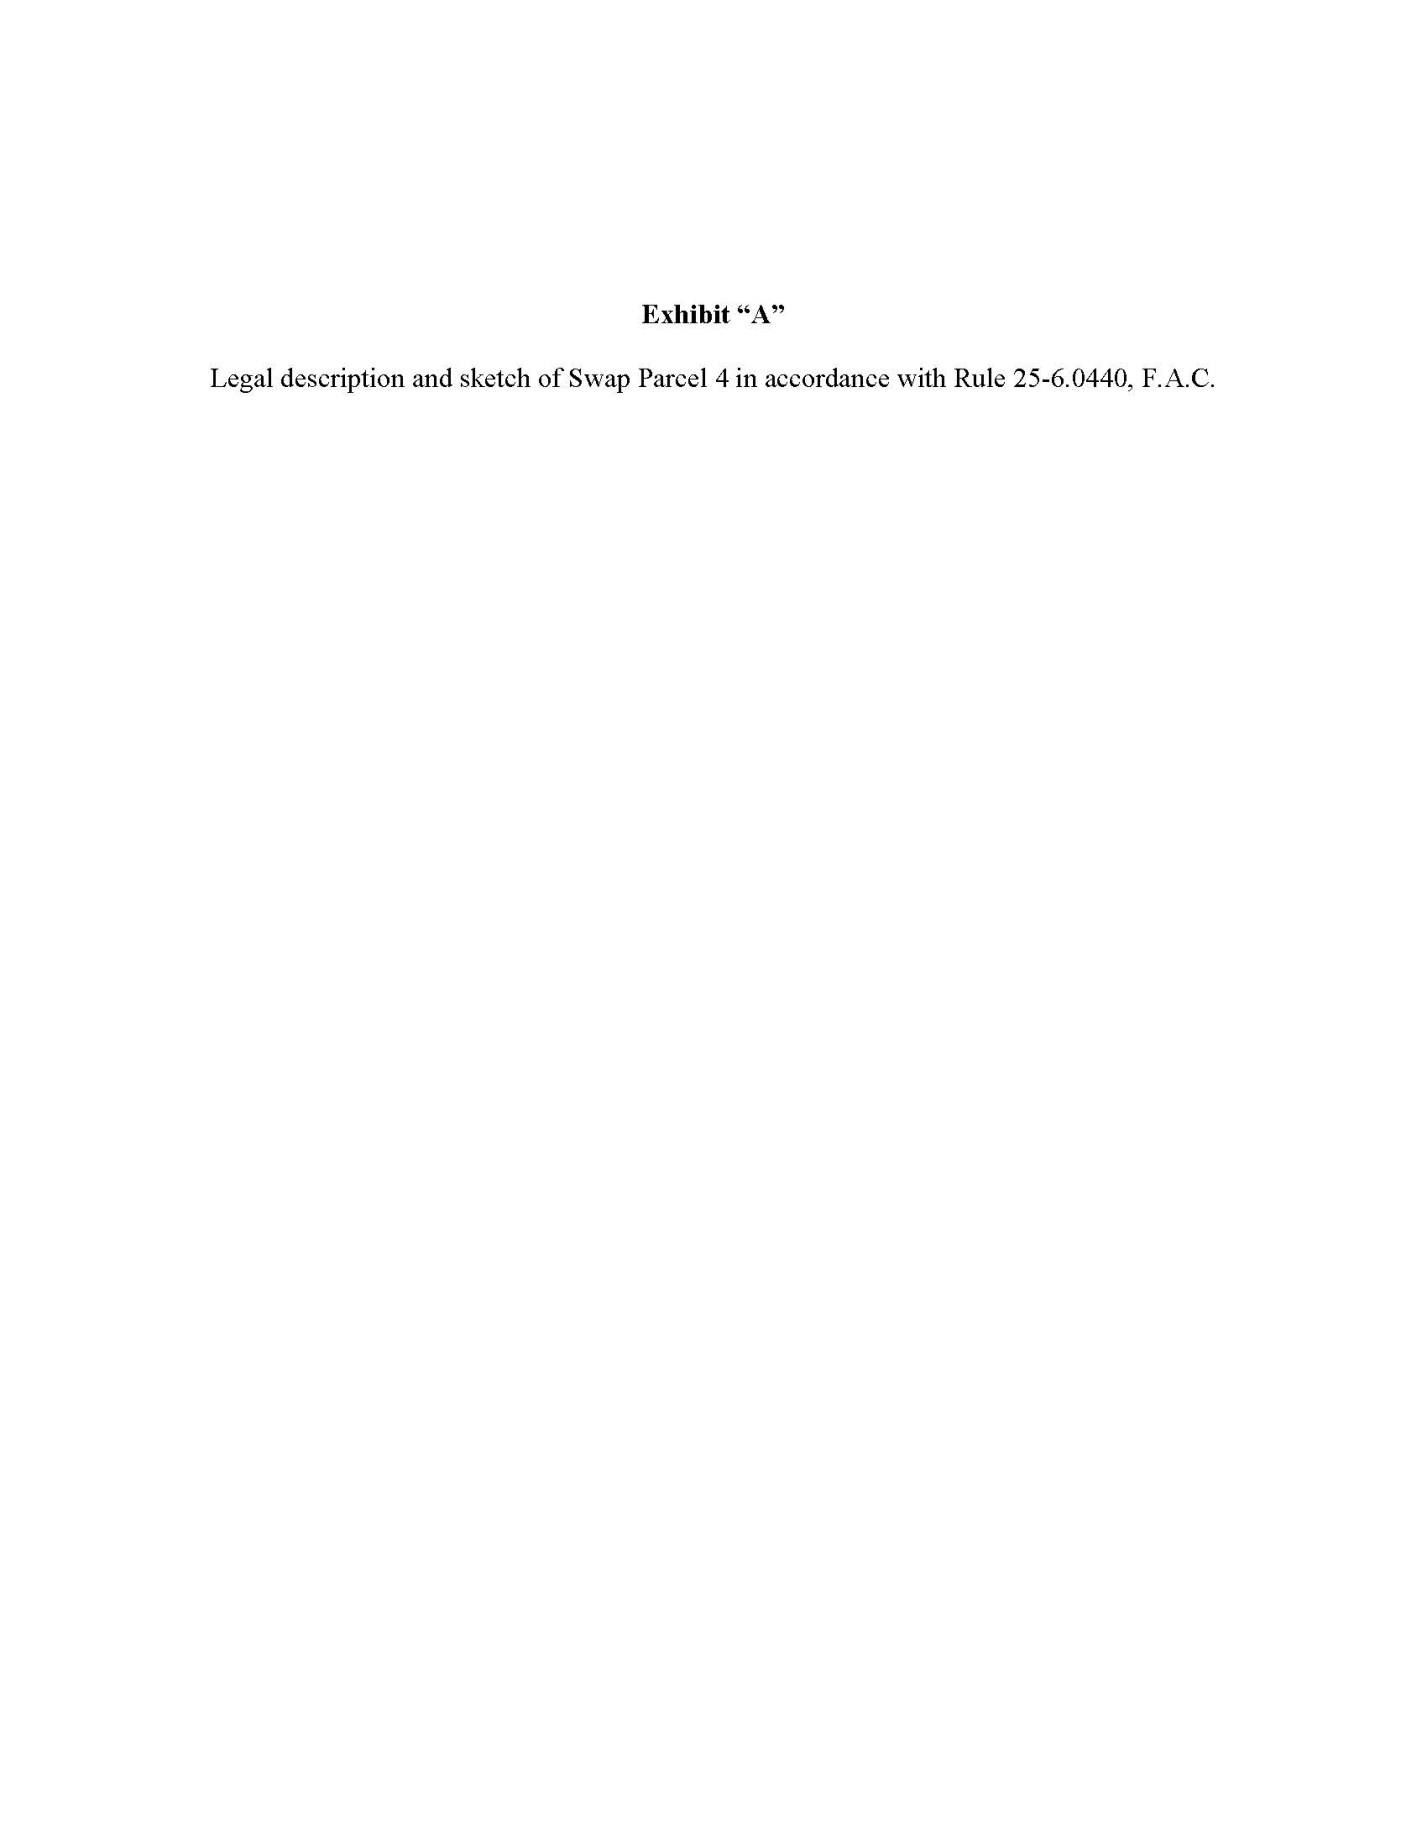 Exhibit “A”
Legal description and sketch of Swap Parcel 4 in accordance with Rule 25-6.0440, F.A.C.